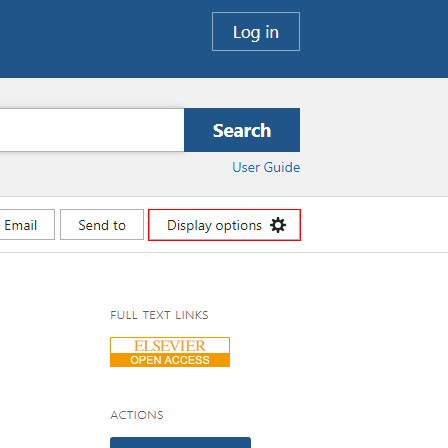 Log in
Search
User Guide
Email
Send to
Display options
FULL TEXT LINKS
ELSEVIER
OPEN ACCESS
ACTIONS